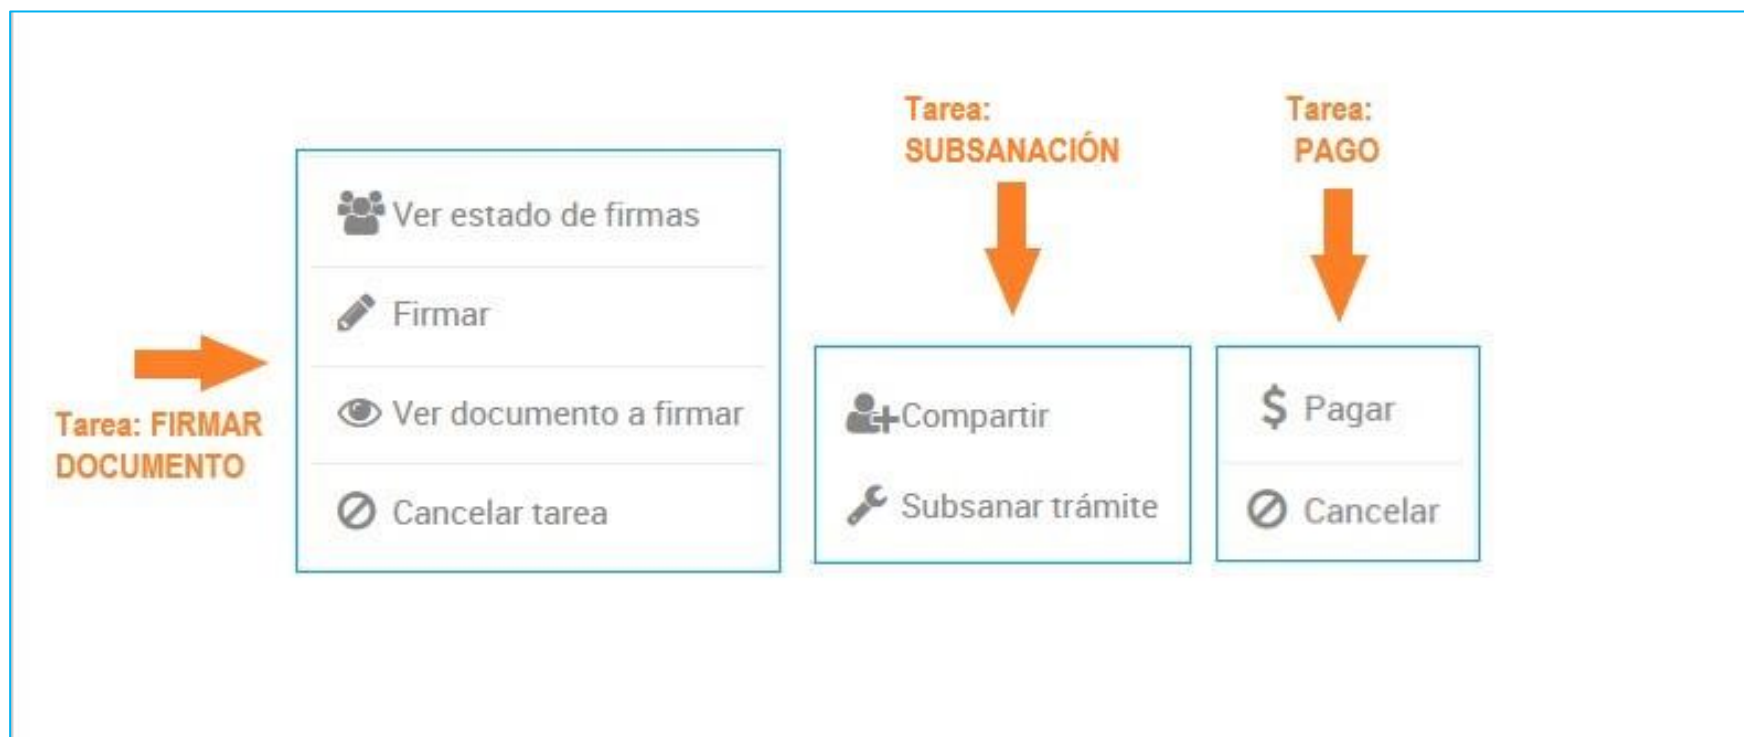 Tarea: FIRMAR
DOCUMENTO
Ver estado de firmas
Firmar
Ver documento a firmar
Cancelar tarea
Tarea:
SUBSANACIÓN
Compartir
Subsanar trámite
Tarea:
PAGO
$ Pagar
Cancelar